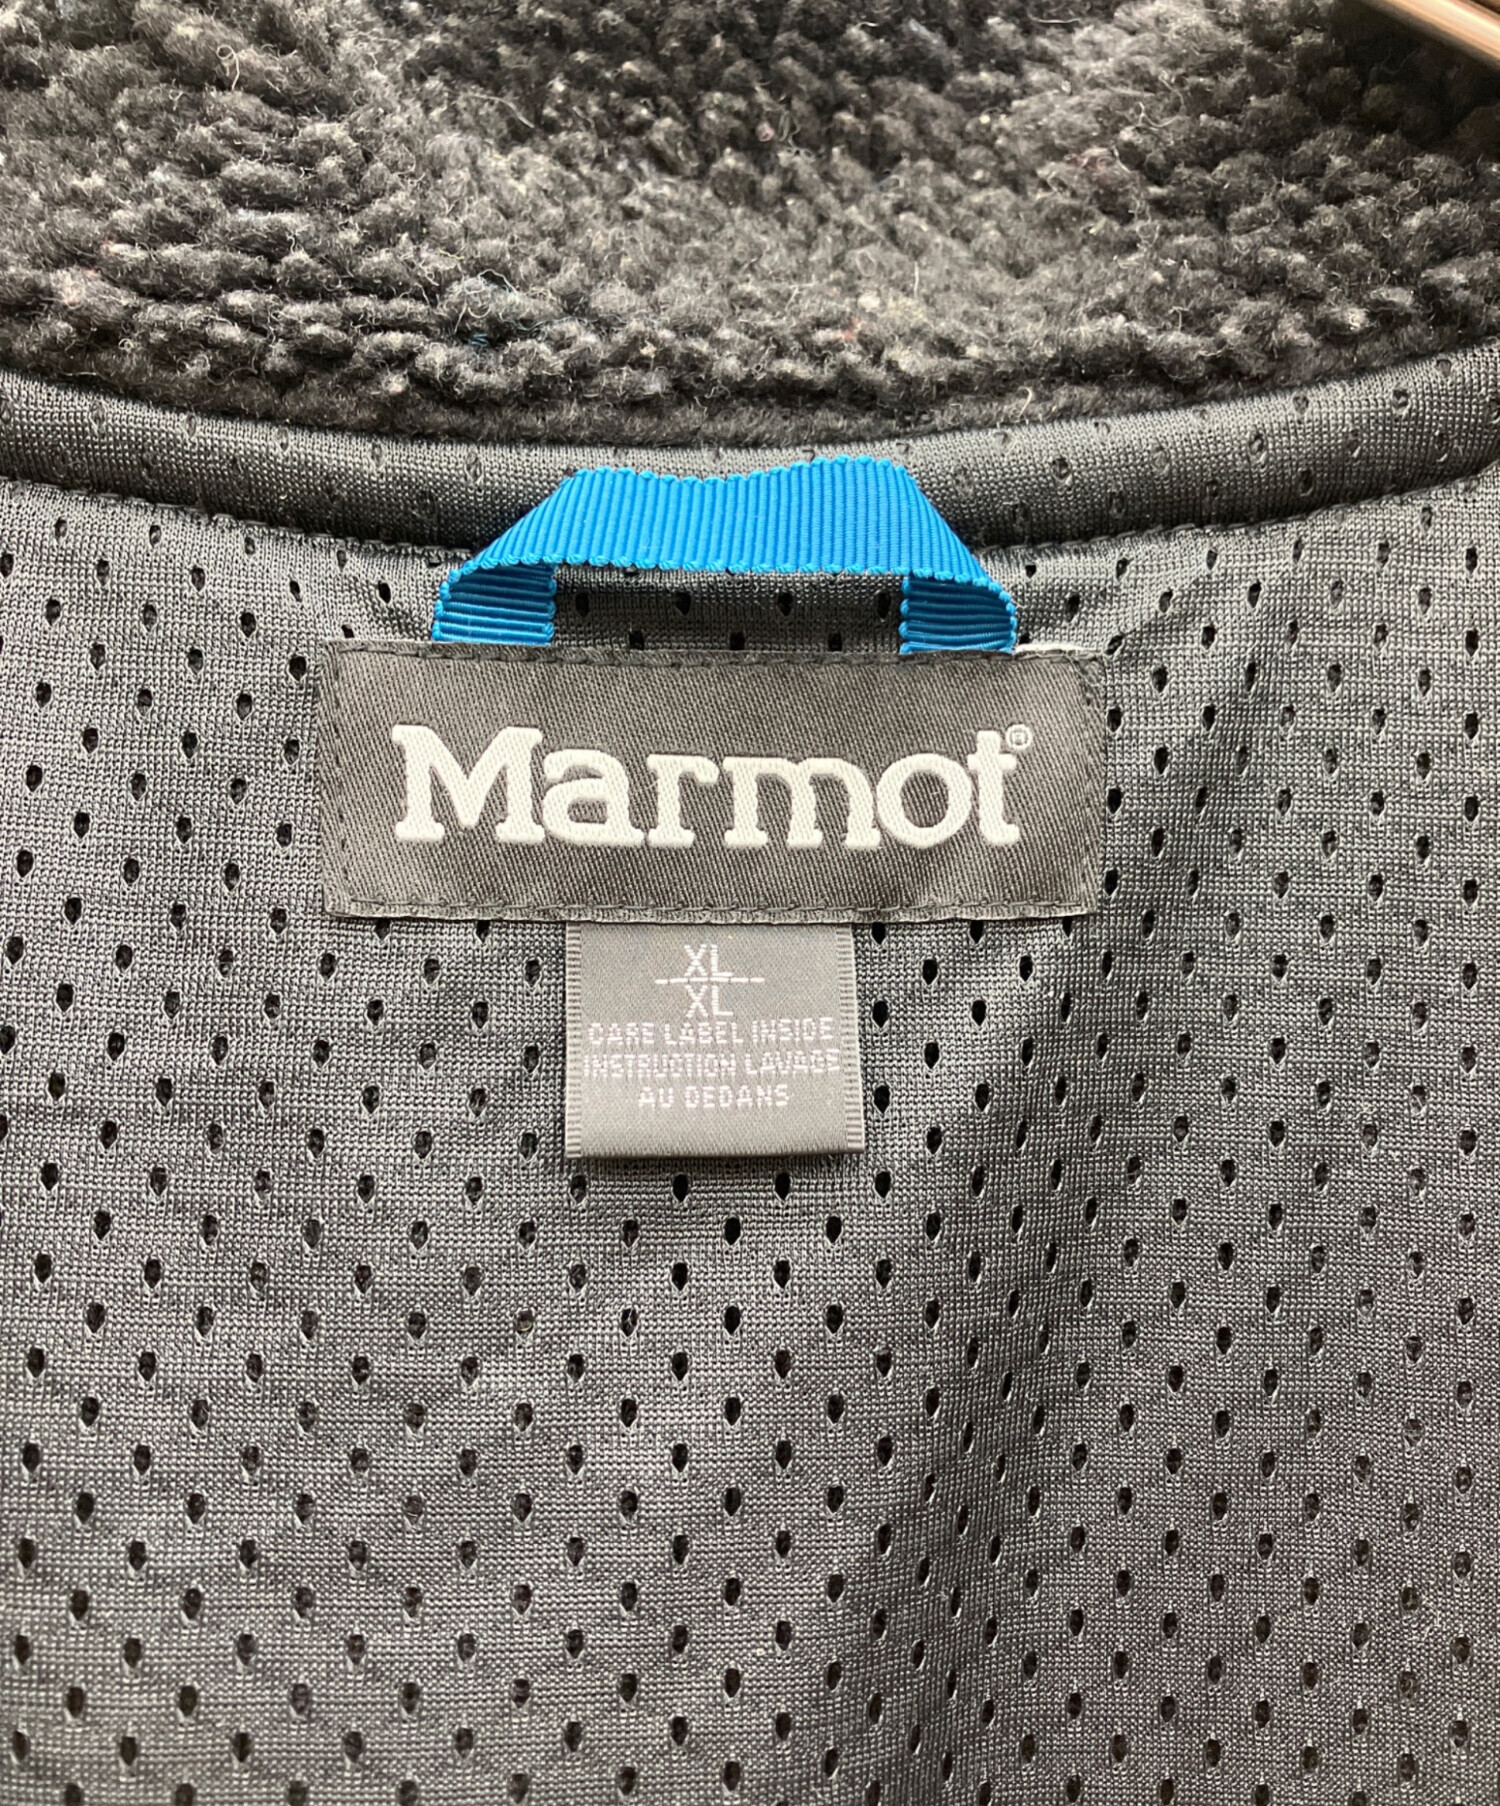 Marmot®
XL
XL
CARE LABEL INSIDE
INSTRUCTION LAVAGE
AU DEDANS